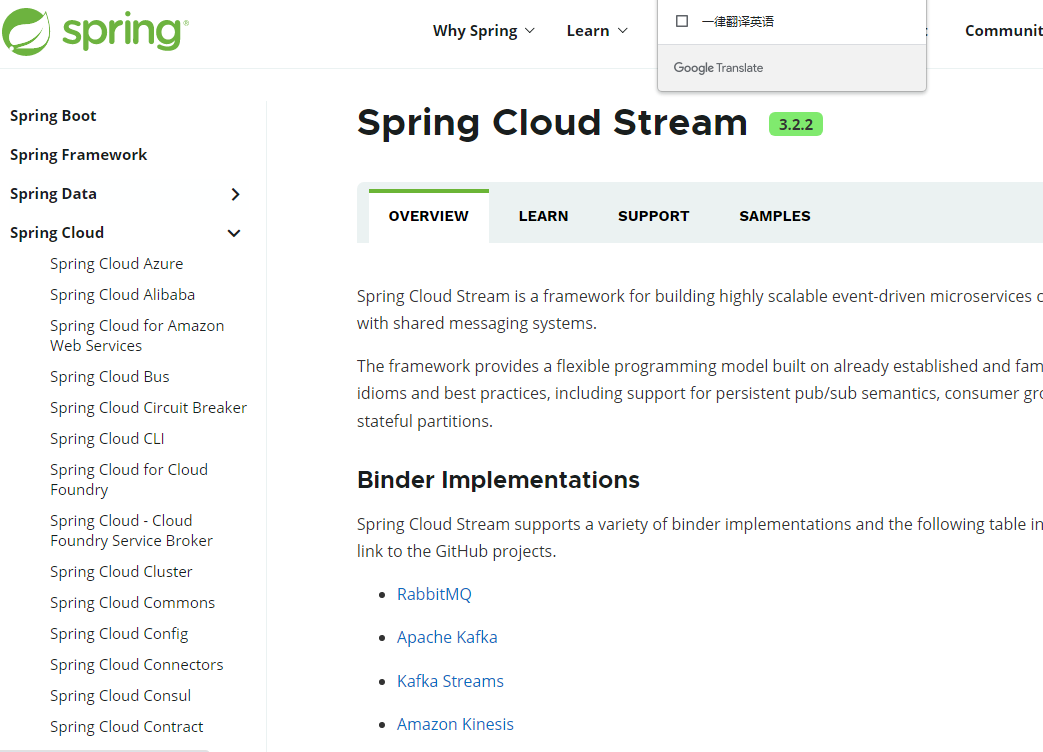 spring
Why Spring
Learn
一律翻译英语
Communit
Google Translate
Spring Boot
Spring Framework
Spring Data
Spring Cloud
Spring Cloud Azure
Spring Cloud Alibaba
Spring Cloud for Amazon
Web Services
Spring Cloud Bus
Spring Cloud Circuit Breaker
Spring Cloud CLI
Spring Cloud for Cloud
Foundry
Spring Cloud - Cloud
Foundry Service Broker
Spring Cloud Cluster
Spring Cloud Commons
Spring Cloud Config
Spring Cloud Connectors
Spring Cloud Consul
Spring Cloud Contract
Spring Cloud Stream 3.2.2
OVERVIEW LEARN SUPPORT SAMPLES
Spring Cloud Stream is a framework for building highly scalable event-driven microservices c
with shared messaging systems.
The framework provides a flexible programming model built on already established and fam
idioms and best practices, including support for persistent pub/sub semantics, consumer gro
stateful partitions.
Binder Implementations
Spring Cloud Stream supports a variety of binder implementations and the following table in
link to the GitHub projects.
RabbitMQ
Apache Kafka
Kafka Streams
Amazon Kinesis